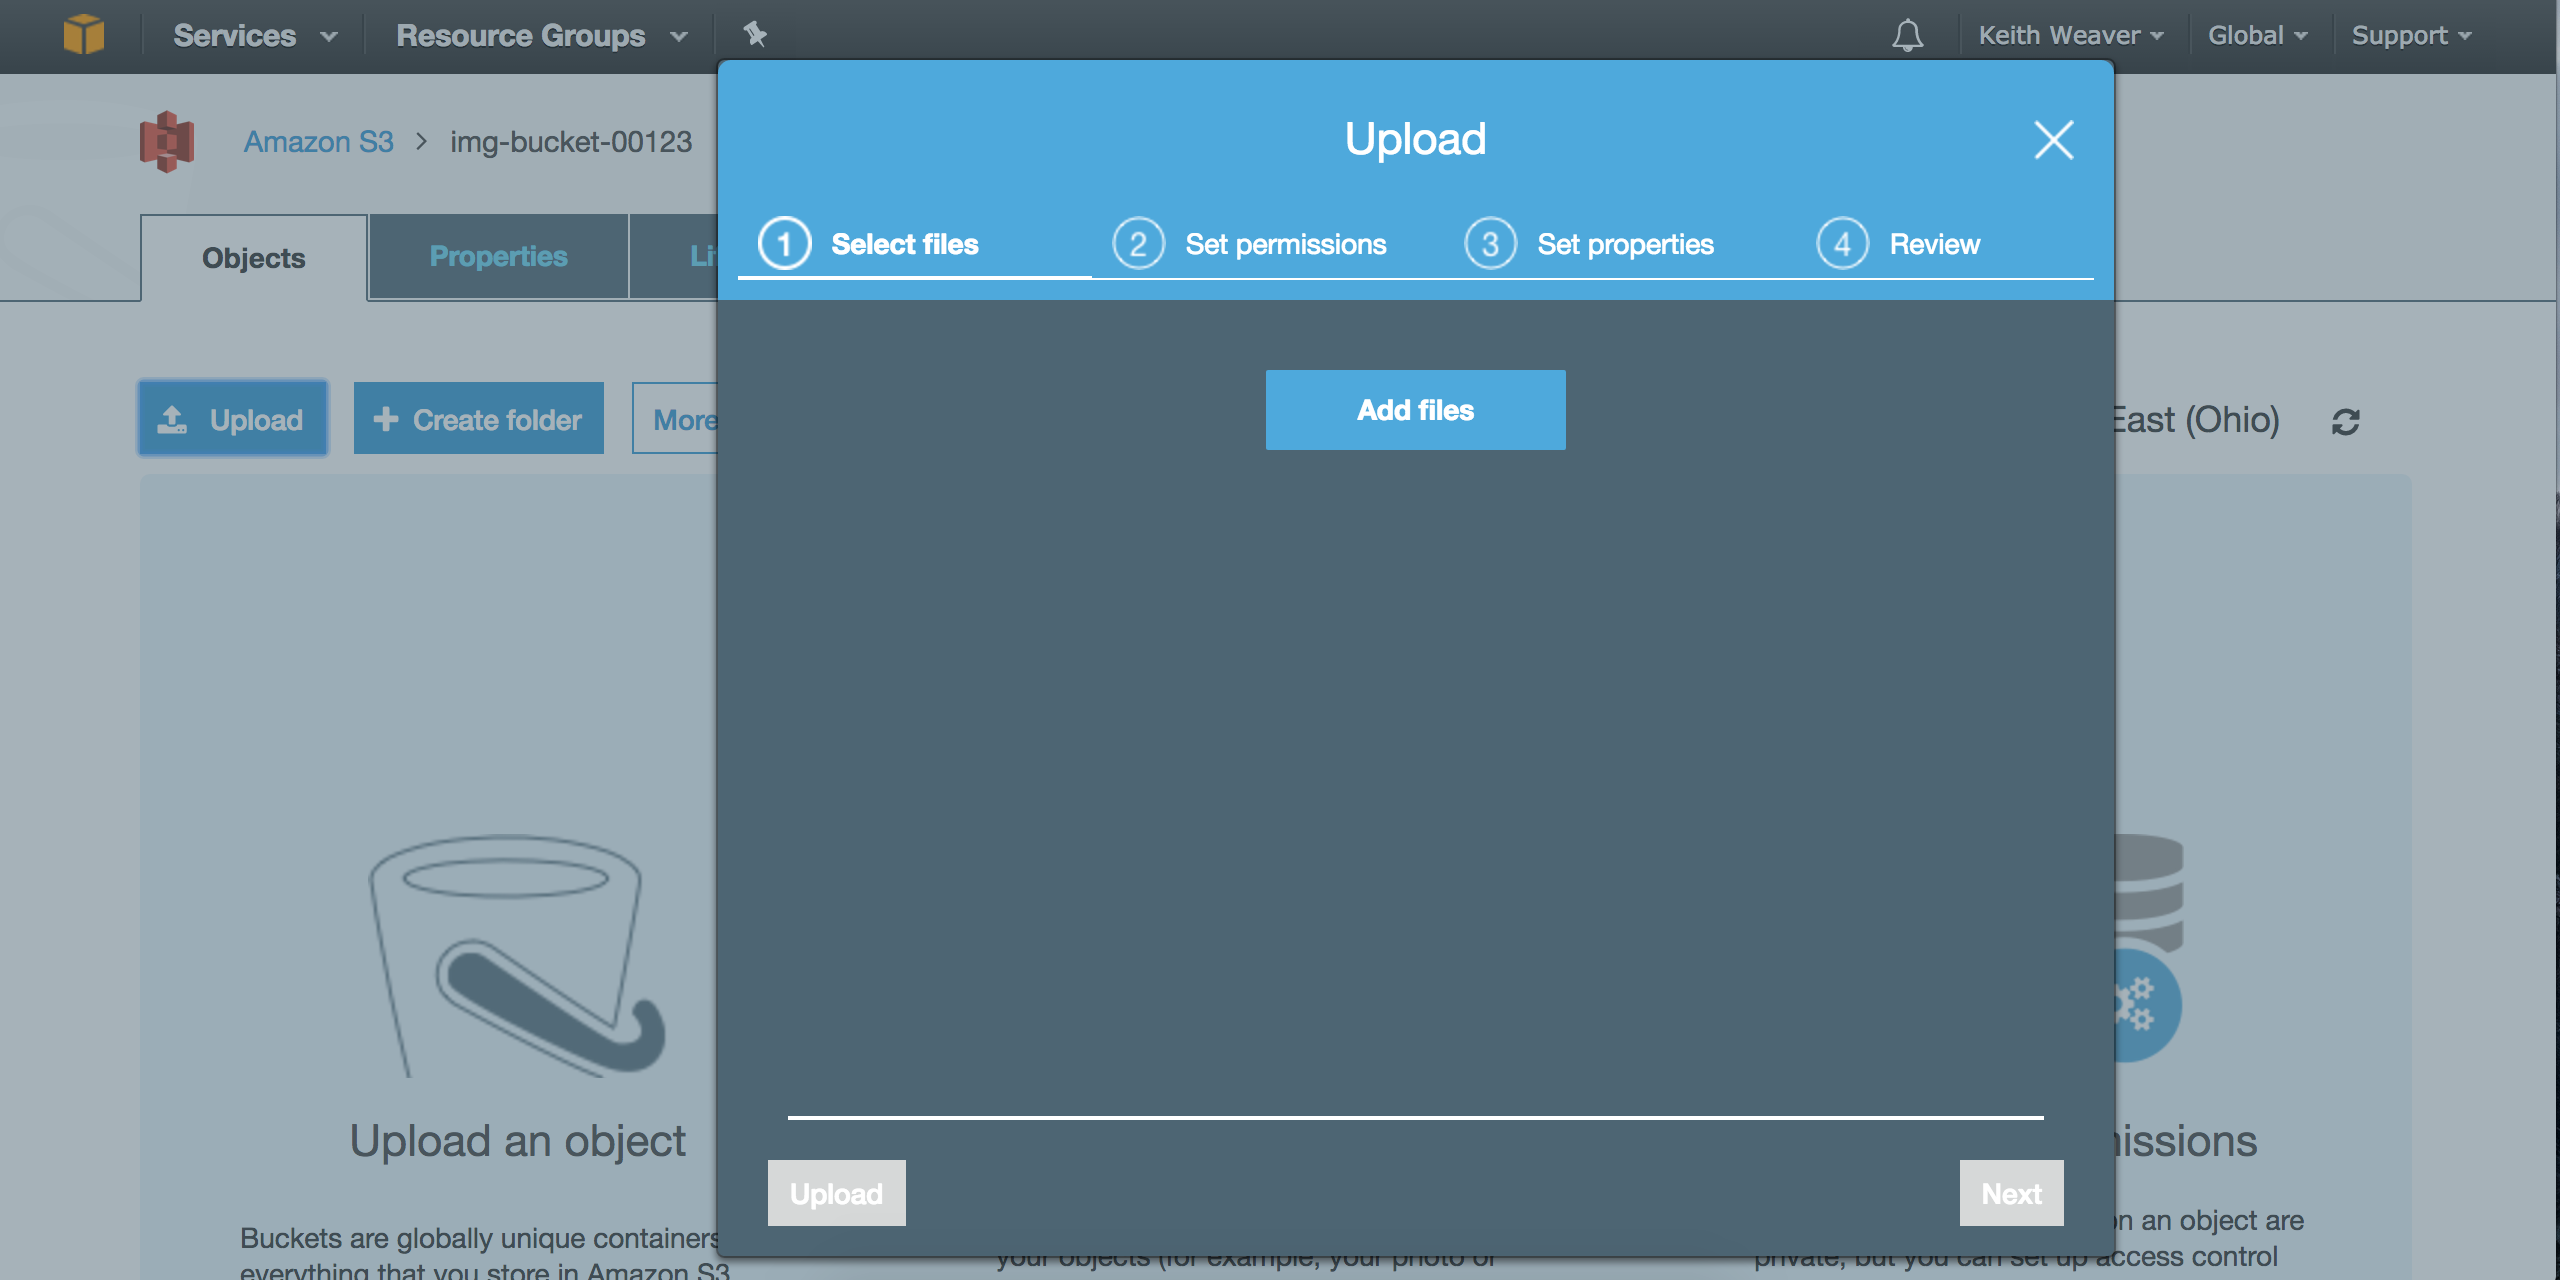 Services Resource Groups Keith Weaver Global Support
Amazon S3 > img-bucket-00123
Upload
1 Select files 2 Set permissions 3 Set properties 4 Review
Objects Properties
Add files
Upload Create folder More East (Ohio)
Upload an object
Upload Next
Buckets are globally unique containers
on an object are
everything that you store in Amazon S3
your objects (for example, your photo or
private, but you can set up access control